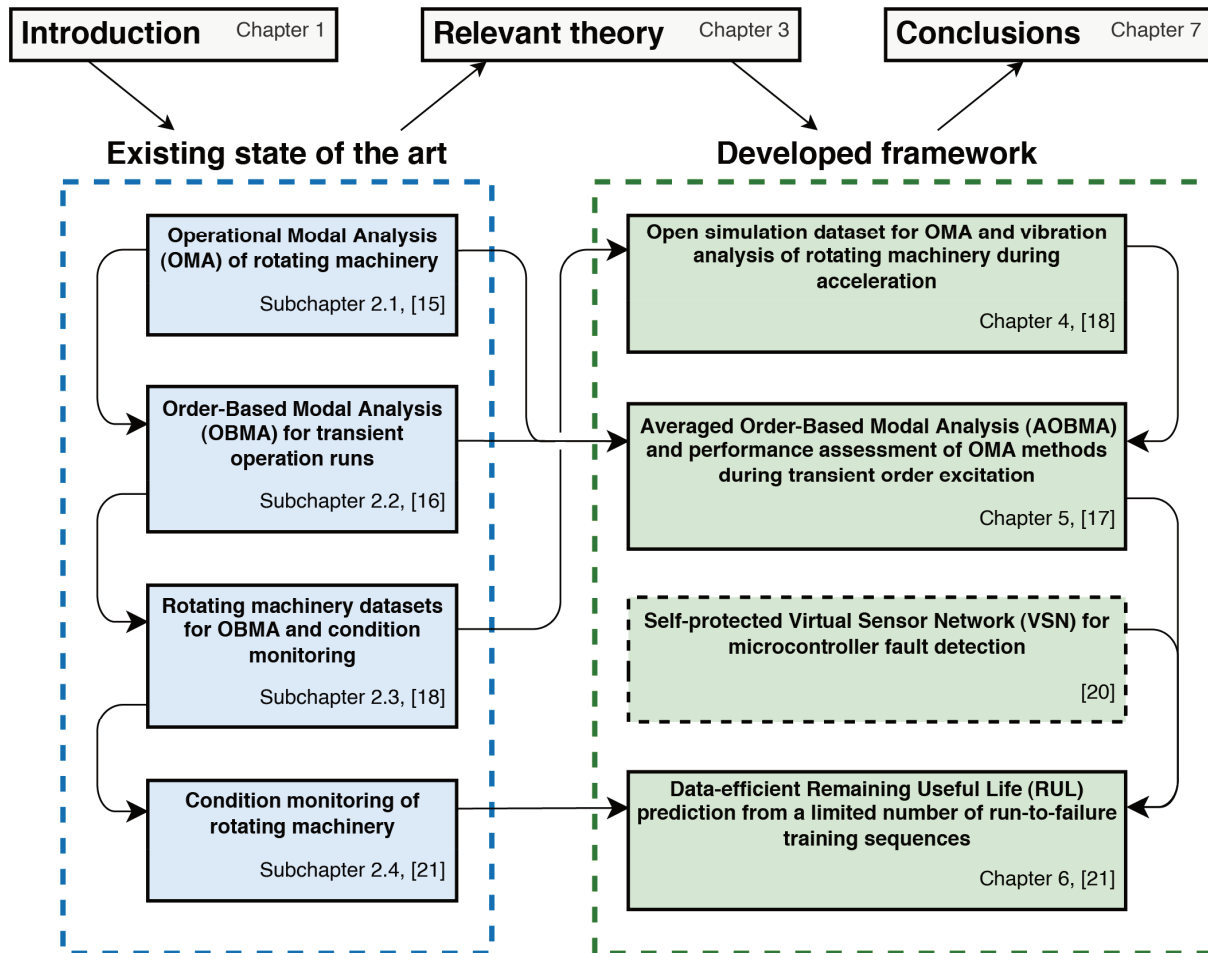 Introduction Chapter 1
Relevant theory Chapter 3
Conclusions Chapter 7
Existing state of the art
Developed framework
Operational Modal Analysis
(OMA) of rotating machinery
Subchapter 2.1, [15]
Order-Based Modal Analysis
(OBMA) for transient
operation runs
Subchapter 2.2, [16]
Rotating machinery datasets
for OBMA and condition
monitoring
Subchapter 2.3, [18]
Condition monitoring of
rotating machinery
Subchapter 2.4, [21]
Open simulation dataset for OMA and vibration
analysis of rotating machinery during
acceleration
Chapter 4, [18]
Averaged Order-Based Modal Analysis (AOBMA)
and performance assessment of OMA methods
during transient order excitation
Chapter 5, [17]
Self-protected Virtual Sensor Network (VSN) for
microcontroller fault detection
[20]
Data-efficient Remaining Useful Life (RUL)
prediction from a limited number of run-to-failure
training sequences
Chapter 6, [21]